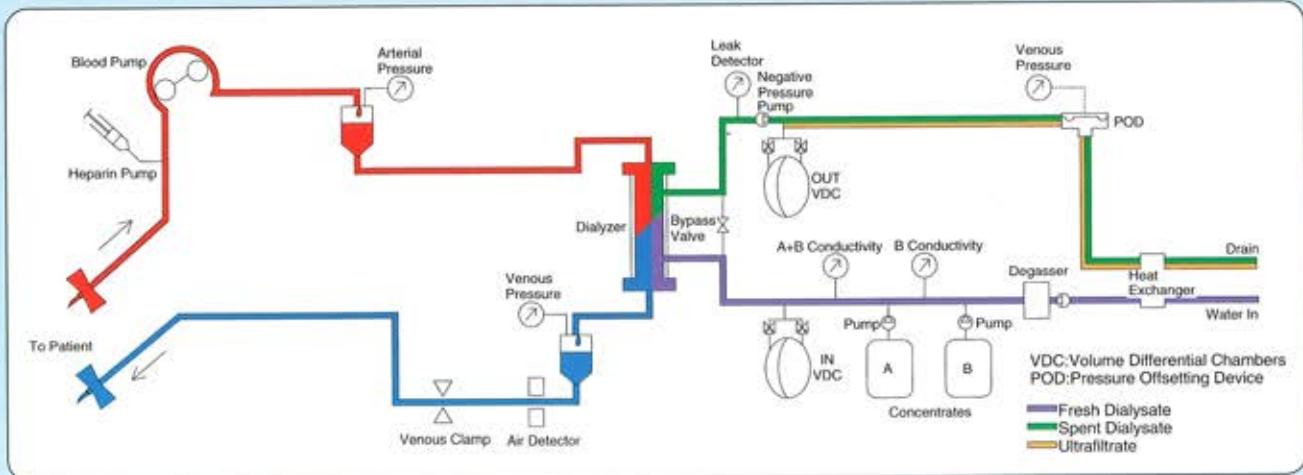 Blood Pump
Arterial
Pressure
Heparin Pump
Leak
Detector
Negative
Pressure
Pump
Venous
Pressure
POD
OUT
VDC
Dialyzer
Bypass
Valve
A+B Conductivity
B Conductivity
Degasser
Drain
Heat
Exchanger
Water In
Venous
Pressure
To Patient
Pump
Pump
IN
VDC
A
B
Concentrates
Venous Clamp
Air Detector
VDC:Volume Differential Chambers
POD:Pressure Offsetting Device
Fresh Dialysate
Spent Dialysate
Ultrafiltrate